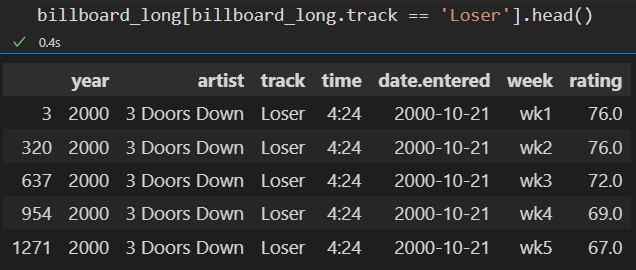 billboard_long[billboard_long.track == 'Loser'].head()
0.4s
year artist track time date.entered week rating
3 2000 3 Doors Down Loser 4:24 2000-10-21 wk1 76.0
320 2000 3 Doors Down Loser 4:24 2000-10-21 wk2 76.0
637 2000 3 Doors Down Loser 4:24 2000-10-21 wk3 72.0
954 2000 3 Doors Down Loser 4:24 2000-10-21 wk4 69.0
1271 2000 3 Doors Down Loser 4:24 2000-10-21 wk5 67.0